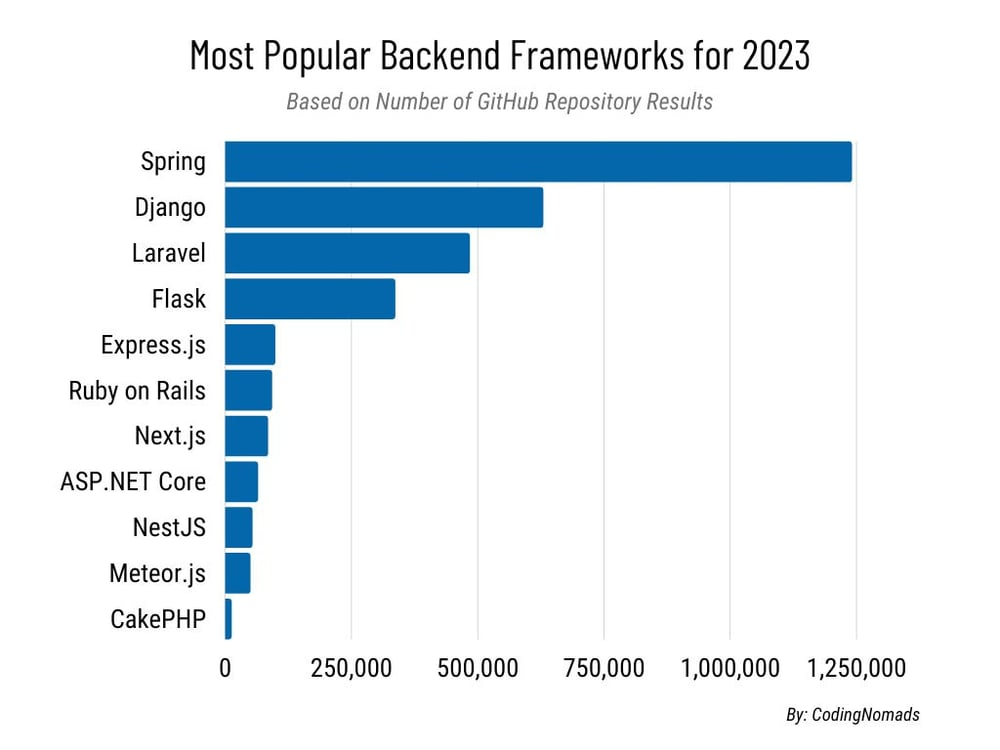 Most Popular Backend Frameworks for 2023
Based on Number of GitHub Repository Results
Spring
Django
Laravel
Flask
Express.js
Ruby on Rails
Next.js
ASP.NET Core
NestJS
Meteor.js
CakePHP
0 250,000 500,000 750,000 1,000,000 1,250,000
By: CodingNomads